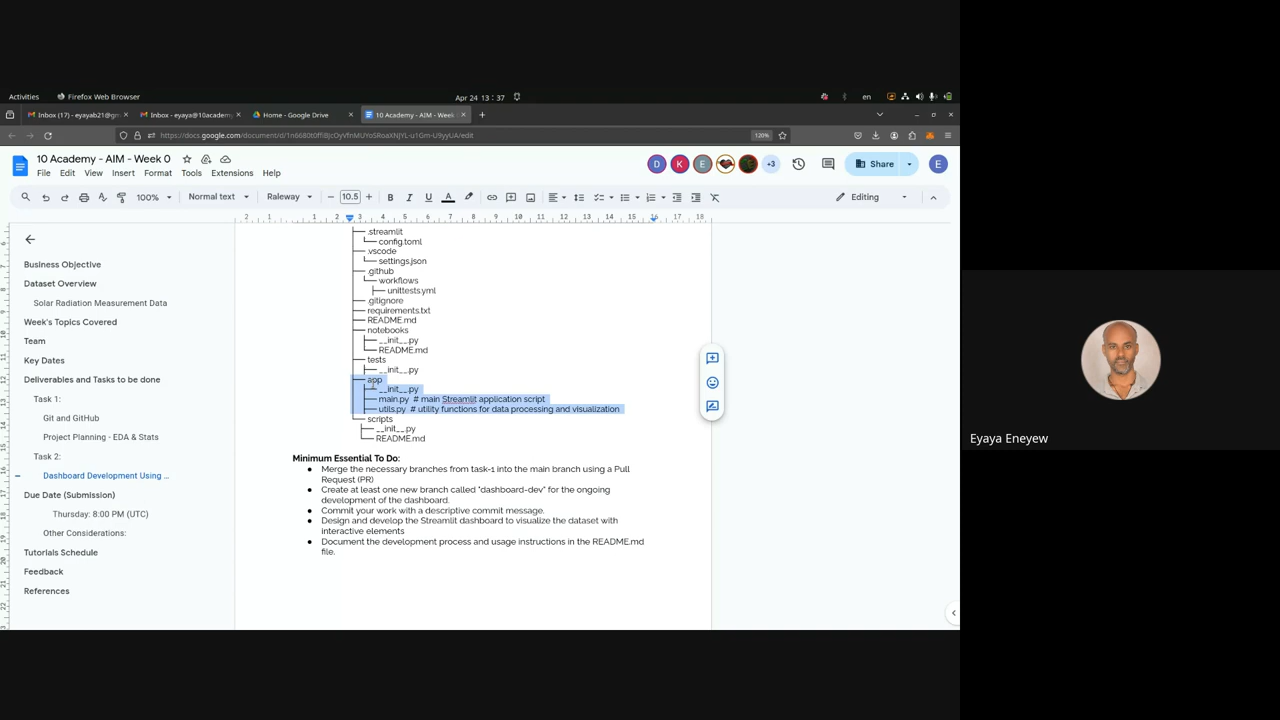 Activities
Firefox Web Browser
Apr 24 13:37
en
Inbox (17) - eyayab21@gm
Inbox - eyaya@10academ
Home - Google Drive
10 Academy - AIM - Week
120%
10 Academy - AIM - Week 0
+3
Share
E
File Edit View Insert Format Tools Extensions Help
100% Normal text Raleway 10.5 Editing
.streamlit
config.toml
.vscode
settings.json
.github
workflows
unittests.yml
.gitignore
requirements.txt
README.md
notebooks
__init__.py
README.md
tests
__init__.py
app
__init__.py
main.py # main Streamlit application script
utils.py # utility functions for data processing and visualization
scripts
__init__.py
README.md
Minimum Essential To Do:
● Merge the necessary branches from task-1 into the main branch using a Pull
Request (PR)
● Create at least one new branch called "dashboard-dev" for the ongoing
development of the dashboard.
● Commit your work with a descriptive commit message.
● Design and develop the Streamlit dashboard to visualize the dataset with
interactive elements
● Document the development process and usage instructions in the README.md
file.
Business Objective
Dataset Overview
Solar Radiation Measurement Data
Week's Topics Covered
Team
Key Dates
Deliverables and Tasks to be done
Task 1:
Git and GitHub
Project Planning - EDA & Stats
Task 2:
Dashboard Development Using ...
Due Date (Submission)
Thursday: 8:00 PM (UTC)
Other Considerations:
Tutorials Schedule
Feedback
References
Eyaya Eneyew